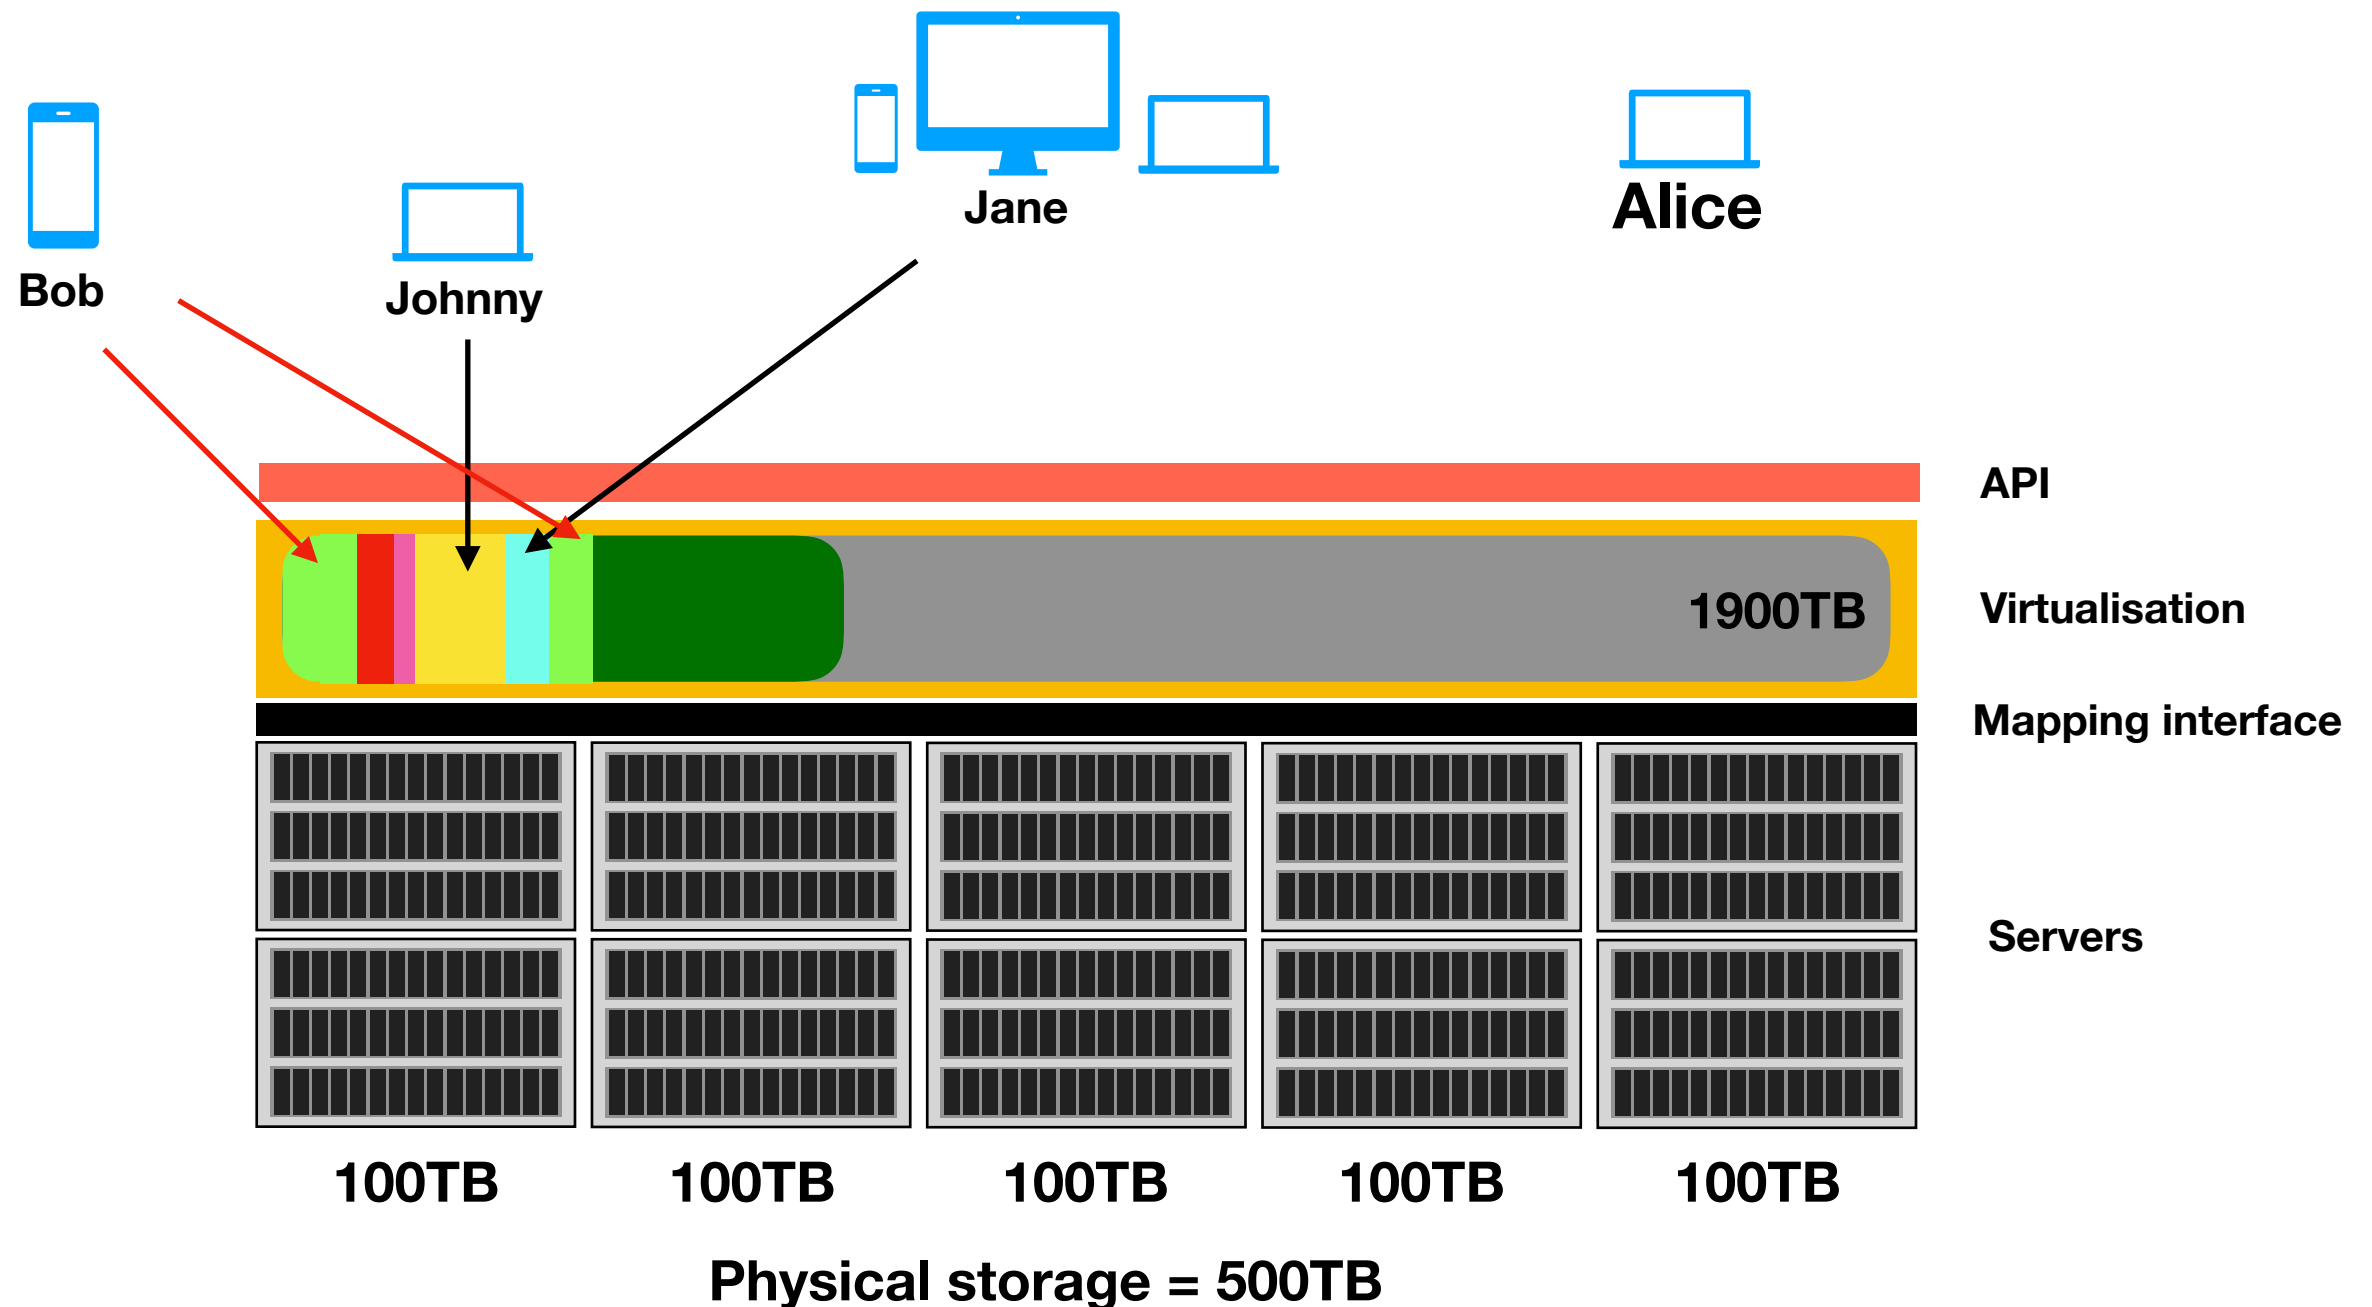 Jane
Alice
Bob
Johnny
API
1900TB
Virtualisation
Mapping interface
Servers
100TB
100TB
100TB
100TB
100TB
Physical storage = 500TB